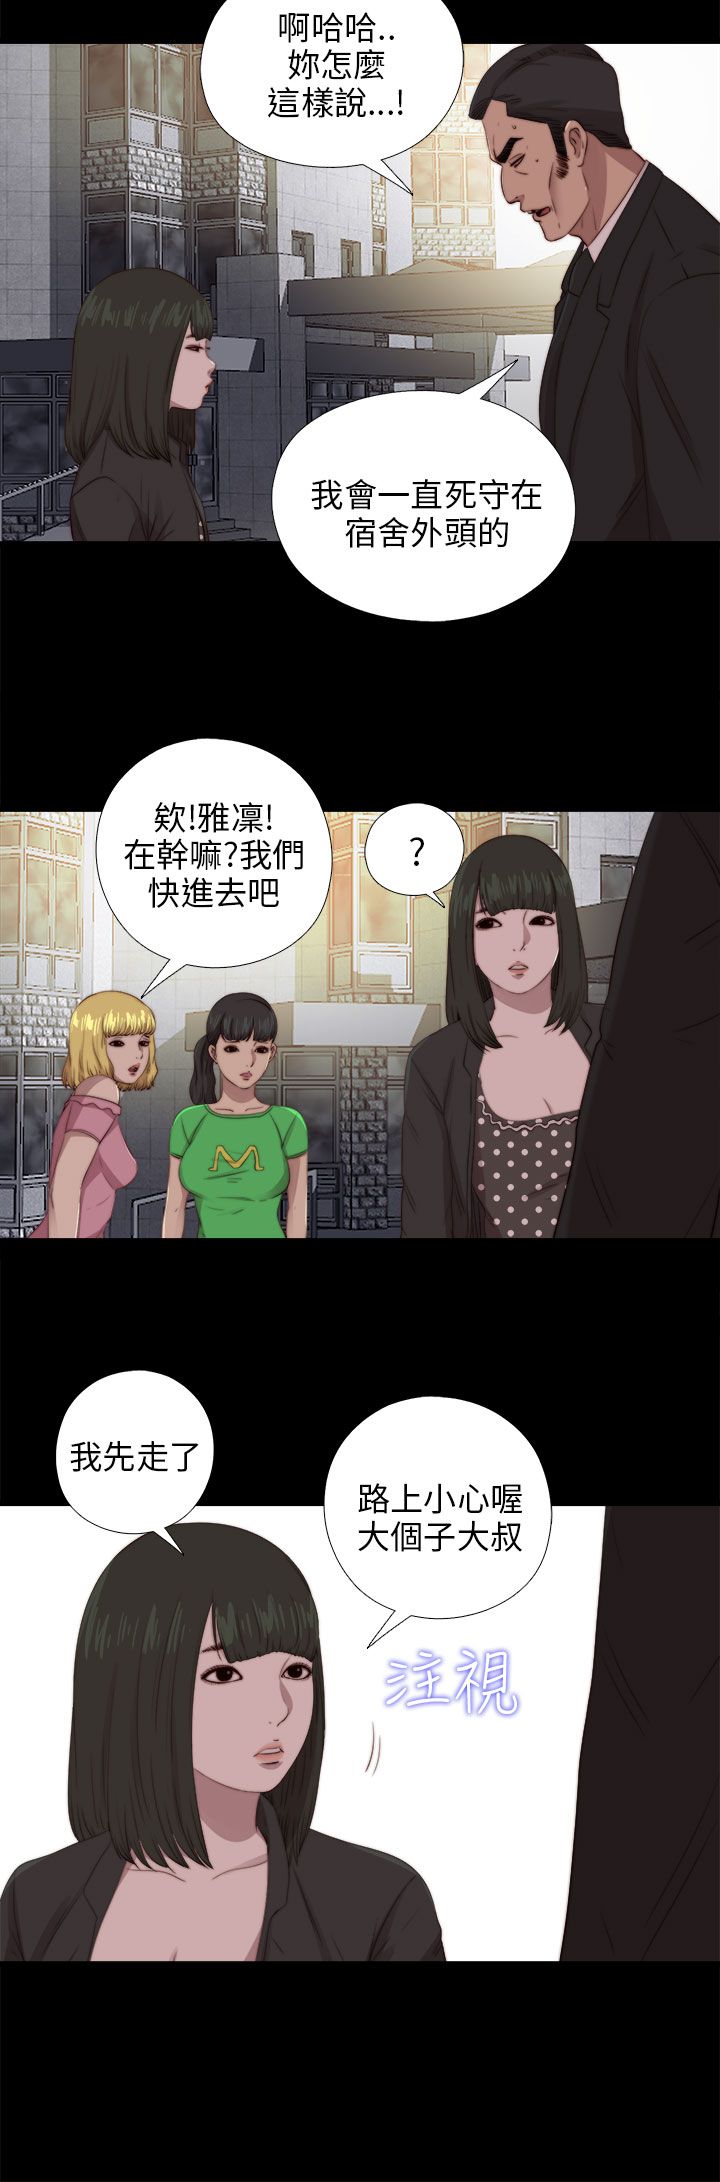 啊哈哈..
妳怎麼
這樣說...!
我會一直死守在
宿舍外頭的
欸!雅凜!
在幹嘛?我們
快進去吧
?
M
我先走了
路上小心喔
大個子大叔
注視